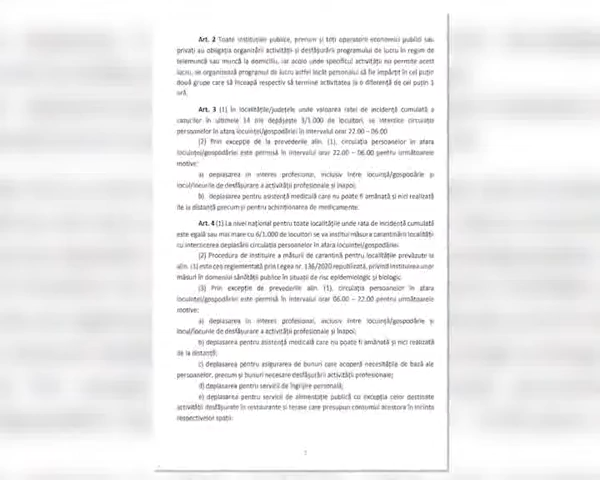 Art. 2 Toate instituțiile publice, precum și toți operatorii economici publici sau
privați au obligația organizării activității și desfășurării programului de lucru în regim de
telemuncă sau muncă la domiciliu, iar acolo unde specificul activității nu permite acest
lucru, se organizează programul de lucru astfel încât personalul să fie împărțit în cel puțin
două grupe care să înceapă respectiv să termine activitatea la o diferență de cel puțin 1
oră.
Art. 3 (1) În localitățile/județele unde valoarea ratei de incidență cumulată a
cazurilor în ultimele 14 zile depășește 3/1.000 de locuitori, se interzice circulația
persoanelor în afara locuinței/gospodăriei în intervalul orar 22.00 – 06.00
(2) Prin excepție de la prevederile alin. (1), circulația persoanelor în afara
locuinței/gospodăriei este permisă în intervalul orar 22.00 – 06.00 pentru următoarele
motive:
a) deplasarea în interes profesional, inclusiv între locuință/gospodărie și
locul/locurile de desfășurare a activității profesionale și înapoi;
b) deplasarea pentru asistență medicală care nu poate fi amânată și nici realizată
de la distanță precum și pentru achiziționarea de medicamente.
Art. 4 (1) La nivel național pentru toate localitățile unde rata de incidență cumulată
este egală sau mai mare cu 6/1.000 de locuitori se va institui măsura carantinării localității
cu interzicerea deplasării circulația persoanelor în afara locuinței/gospodăriei.
(2) Procedura de instituire a măsurii de carantină pentru localitățile prevăzute la
alin. (1) este cea reglementată prin Legea nr. 136/2020 republicată, privind instituirea unor
măsuri în domeniul sănătății publice în situații de risc epidemiologic și biologic.
(3) Prin excepție de prevederile alin. (1), circulația persoanelor în afara
locuinței/gospodăriei este permisă în intervalul orar 06.00 – 22.00 pentru următoarele
motive:
a) deplasarea în interes profesional, inclusiv între locuință/gospodărie și
locul/locurile de desfășurare a activității profesionale și înapoi;
b) deplasarea pentru asistență medicală care nu poate fi amânată și nici realizată
de la distanță;
c) deplasarea pentru asigurarea de bunuri care acoperă necesitățile de bază ale
persoanelor, precum și bunuri necesare desfășurării activității profesionale;
d) deplasarea pentru servicii de îngrijire personală;
e) deplasarea pentru servicii de alimentație publică cu excepția celor destinate
activității desfășurate în restaurante și terase care presupun consumul acestora în incinta
respectivelor spații.